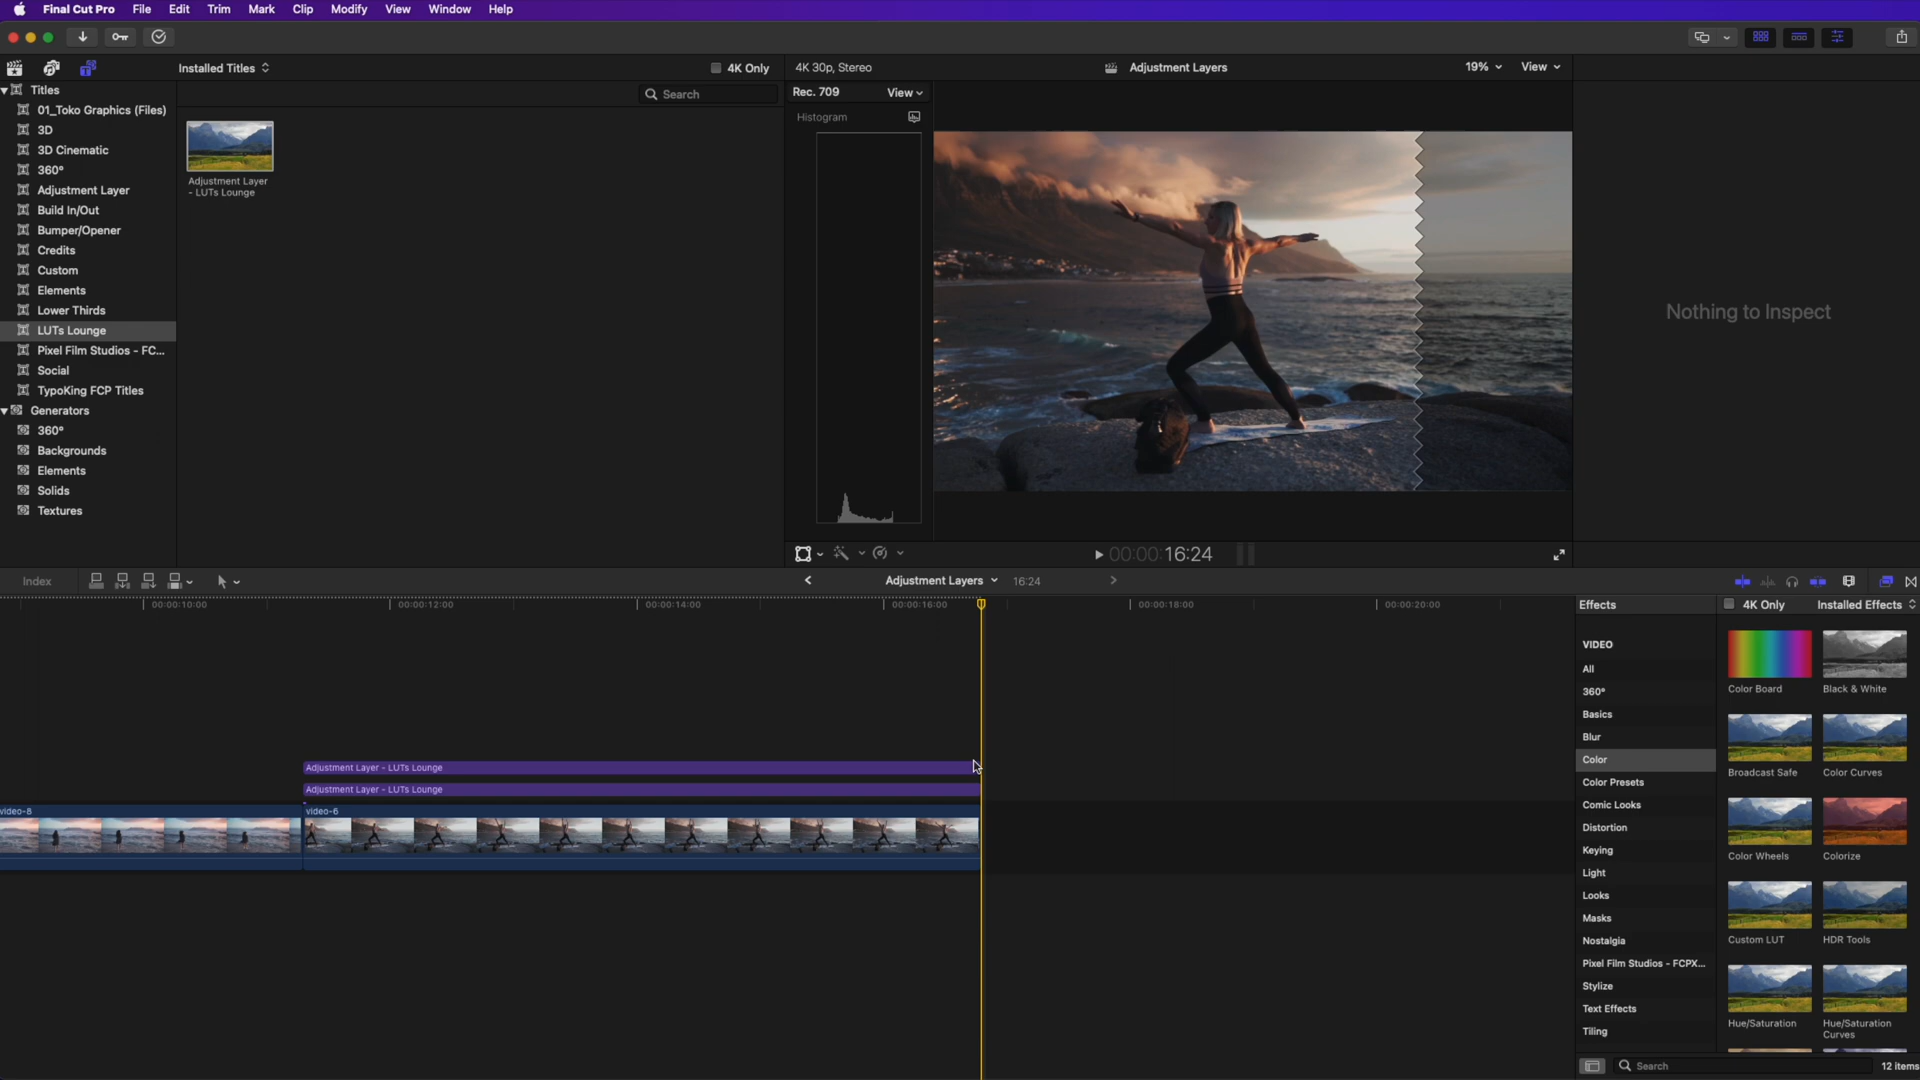 Final Cut Pro File Edit Trim Mark Clip Modify View Window Help
Installed Titles
4K Only
4K 30p, Stereo
Adjustment Layers
19%
View
Search
Rec. 709
View
Histogram
Titles
01_Toko Graphics (Files)
3D
3D Cinematic
360°
Adjustment Layer
Build In/Out
Bumper/Opener
Credits
Custom
Elements
Lower Thirds
LUTs Lounge
Pixel Film Studios - FC...
Social
TypoKing FCP Titles
Generators
360°
Backgrounds
Elements
Solids
Textures
Adjustment Layer
- LUTs Lounge
Nothing to Inspect
00:00:16:24
Index
Adjustment Layers
16:24
00:00:10:00
00:00:12:00
00:00:14:00
00:00:16:00
00:00:18:00
00:00:20:00
Adjustment Layer - LUTs Lounge
Adjustment Layer - LUTs Lounge
video-8
video-6
Effects
4K Only
Installed Effects
VIDEO
All
360°
Basics
Blur
Color
Color Presets
Comic Looks
Distortion
Keying
Light
Looks
Masks
Nostalgia
Pixel Film Studios - FCPX...
Stylize
Text Effects
Tiling
Color Board
Black & White
Broadcast Safe
Color Curves
Color Wheels
Colorize
Custom LUT
HDR Tools
Hue/Saturation
Hue/Saturation
Curves
Search
12 items